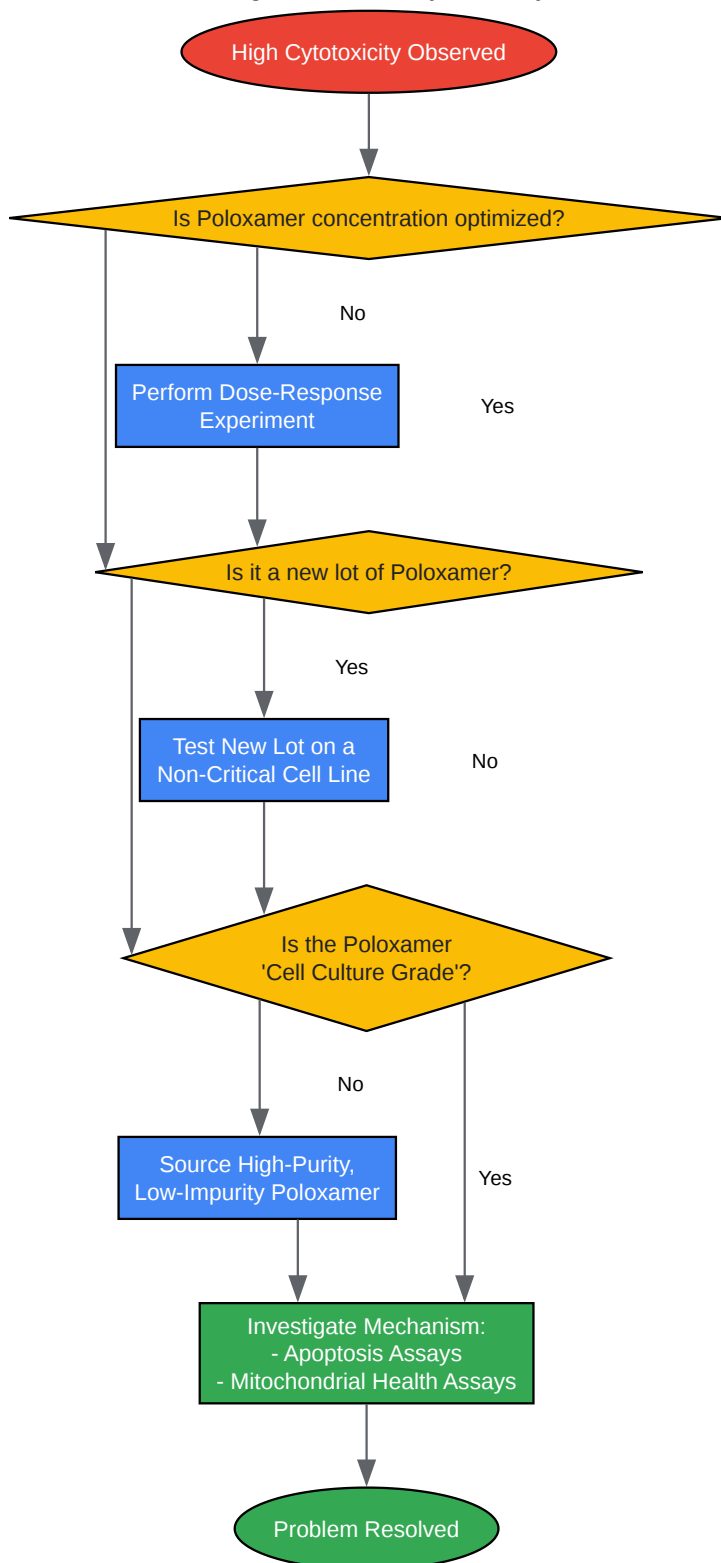 High Cytotoxicity Observed
Is Poloxamer concentration optimized?
No
Perform Dose-Response
Experiment
Yes
Is it a new lot of Poloxamer?
Yes
Test New Lot on a
Non-Critical Cell Line
No
Is the Poloxamer
'Cell Culture Grade'?
No
Source High-Purity,
Low-Impurity Poloxamer
Yes
Investigate Mechanism:
- Apoptosis Assays
- Mitochondrial Health Assays
Problem Resolved